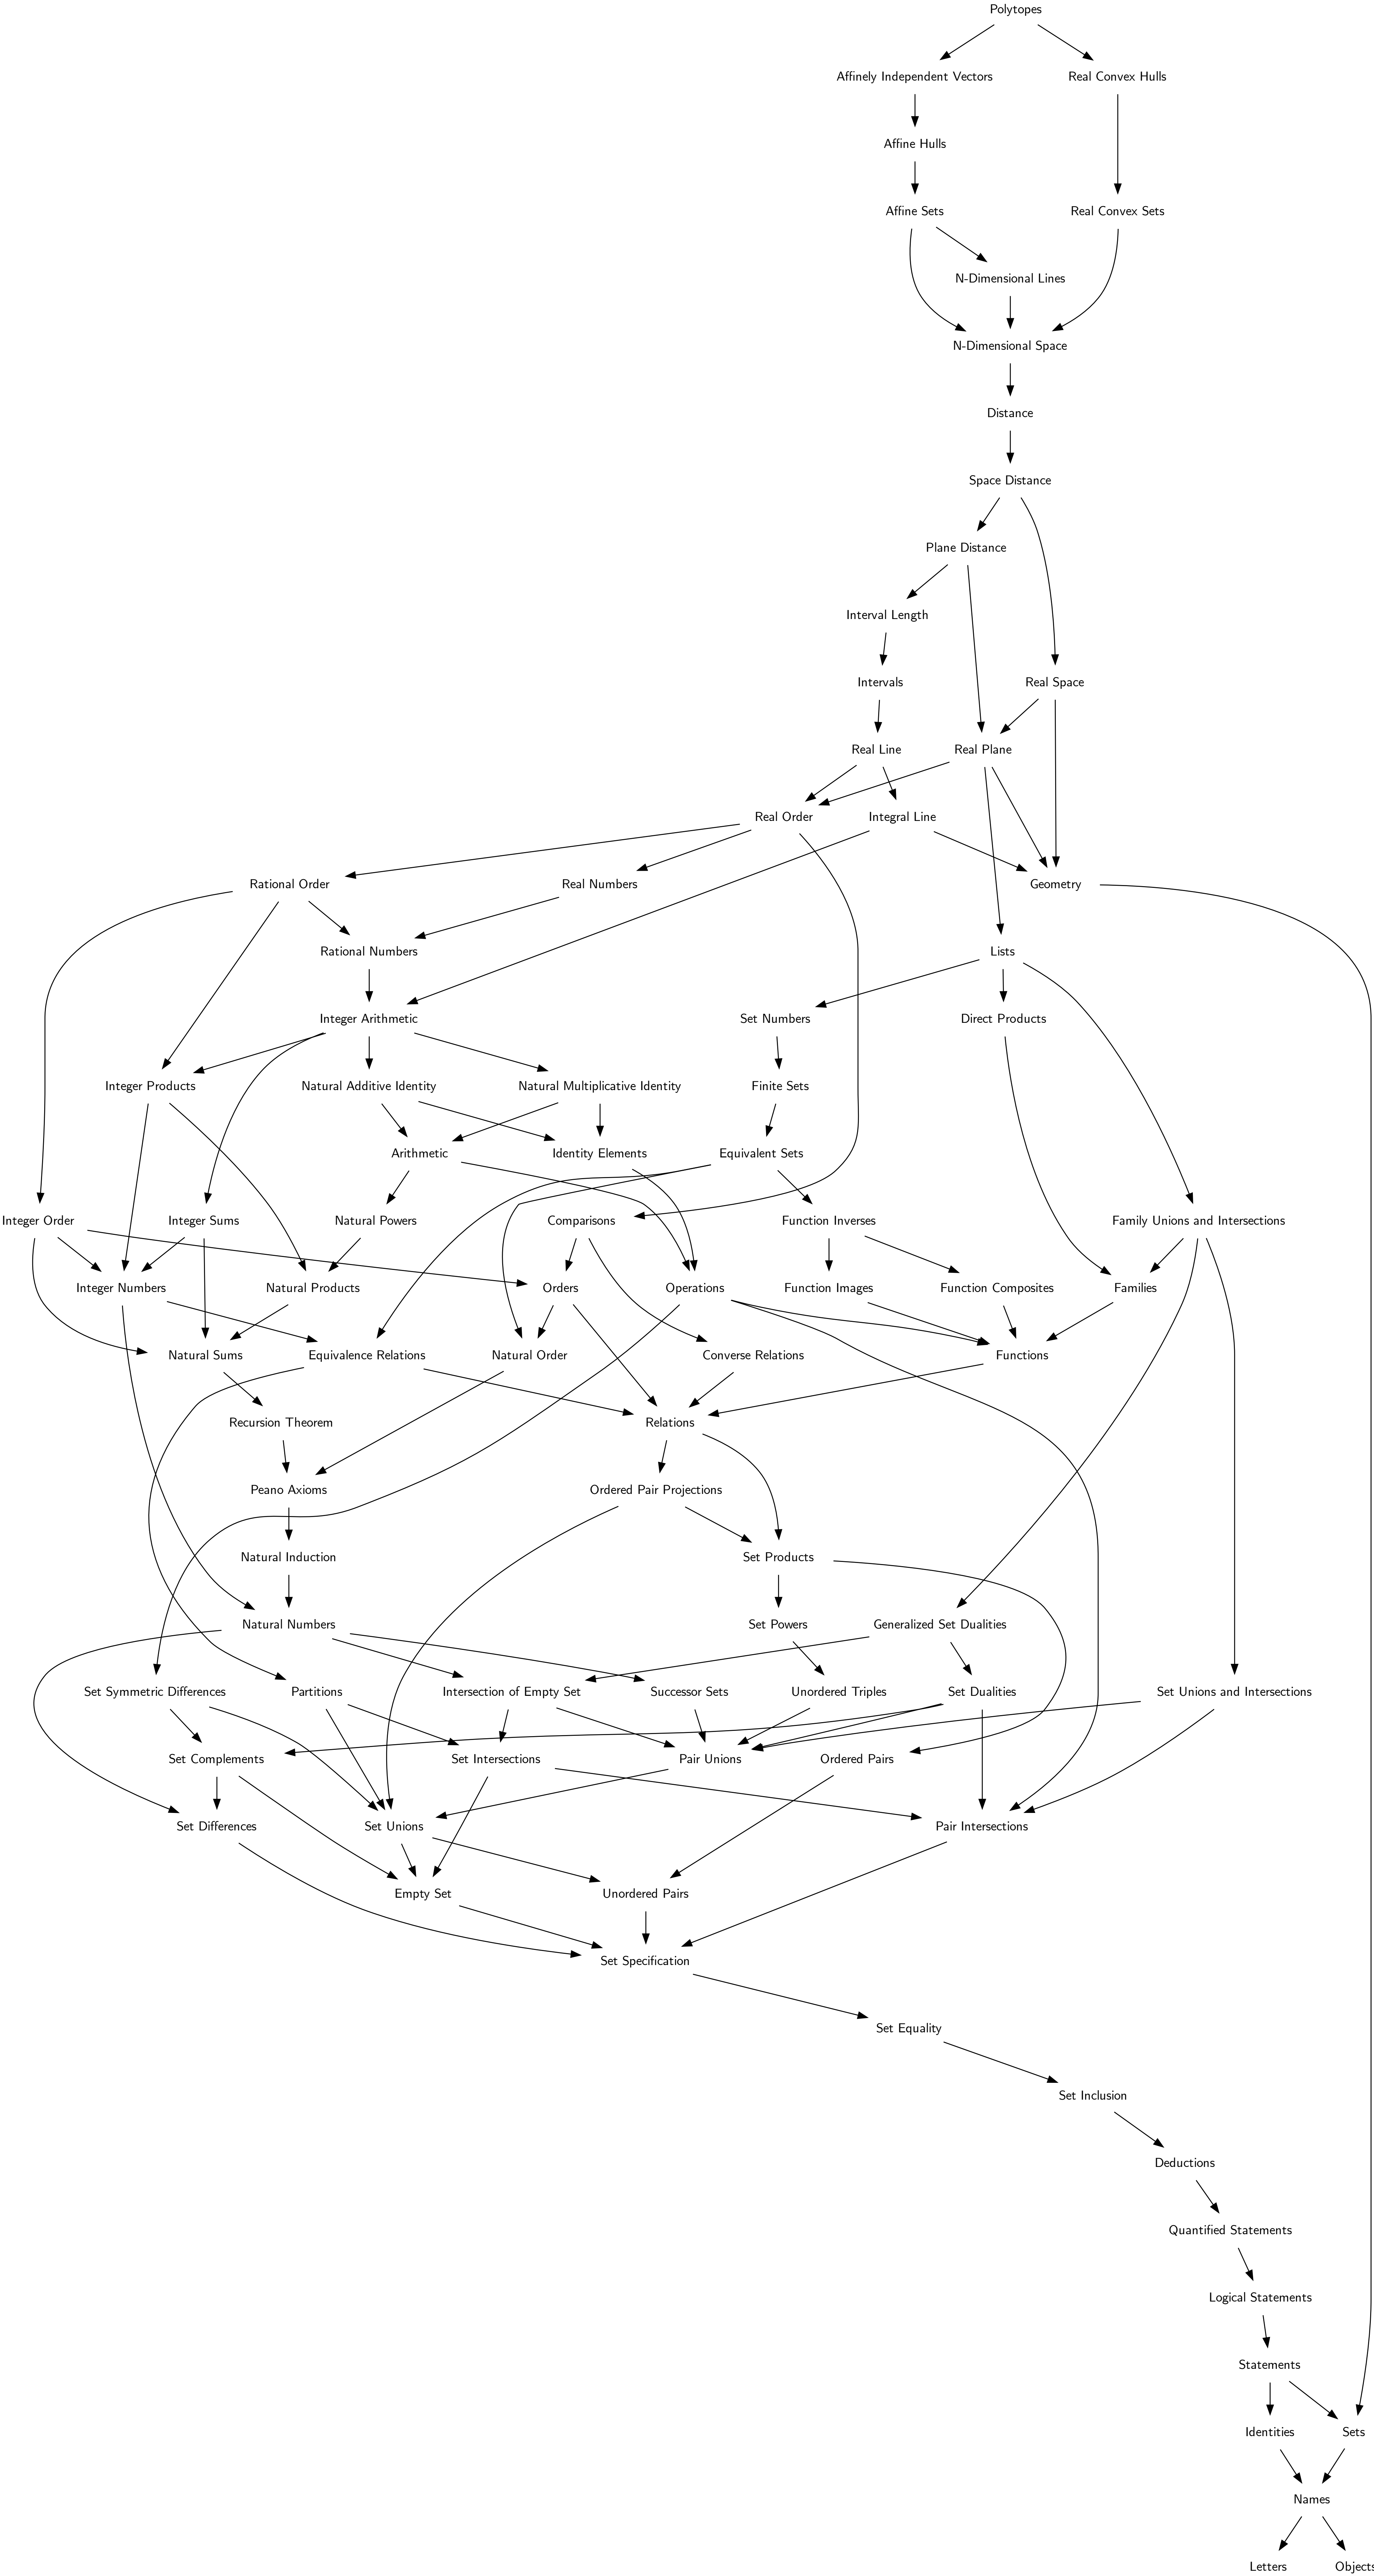 Polytopes
Affinely Independent Vectors
Real Convex Hulls
Affine Hulls
Affine Sets
Real Convex Sets
N-Dimensional Lines
N-Dimensional Space
Distance
Space Distance
Plane Distance
Interval Length
Intervals
Real Space
Real Line
Real Plane
Real Order
Integral Line
Rational Order
Real Numbers
Geometry
Rational Numbers
Lists
Integer Arithmetic
Set Numbers
Direct Products
Integer Products
Natural Additive Identity
Natural Multiplicative Identity
Finite Sets
Arithmetic
Identity Elements
Equivalent Sets
Integer Order
Integer Sums
Natural Powers
Comparisons
Function Inverses
Family Unions and Intersections
Integer Numbers
Natural Products
Orders
Operations
Function Images
Function Composites
Families
Natural Sums
Equivalence Relations
Natural Order
Converse Relations
Functions
Recursion Theorem
Relations
Peano Axioms
Ordered Pair Projections
Natural Induction
Set Products
Natural Numbers
Set Powers
Generalized Set Dualities
Set Symmetric Differences
Partitions
Intersection of Empty Set
Successor Sets
Unordered Triples
Set Dualities
Set Unions and Intersections
Set Complements
Set Intersections
Pair Unions
Ordered Pairs
Set Differences
Set Unions
Pair Intersections
Empty Set
Unordered Pairs
Set Specification
Set Equality
Set Inclusion
Deductions
Quantified Statements
Logical Statements
Statements
Identities
Sets
Names
Letters
Objects